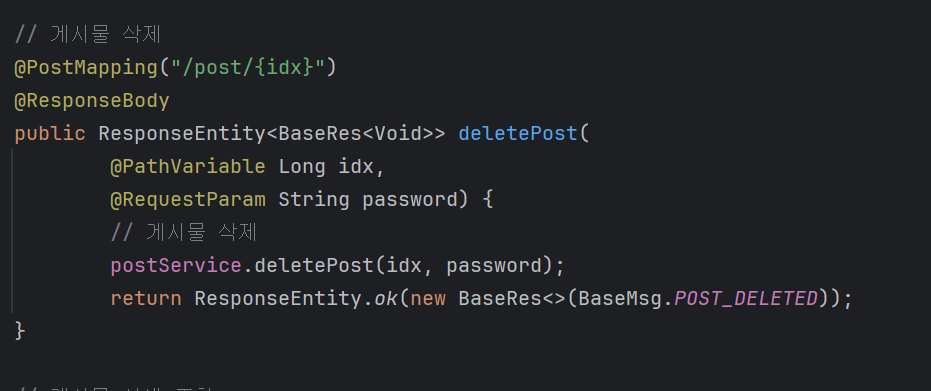 // 게시물 삭제
@PostMapping("/post/{idx}")
@ResponseBody
public ResponseEntity<BaseRes<Void>> deletePost(
@PathVariable Long idx,
@RequestParam String password) {
// 게시물 삭제
postService.deletePost(idx, password);
return ResponseEntity.ok(new BaseRes<>(BaseMsg.POST_DELETED));
}